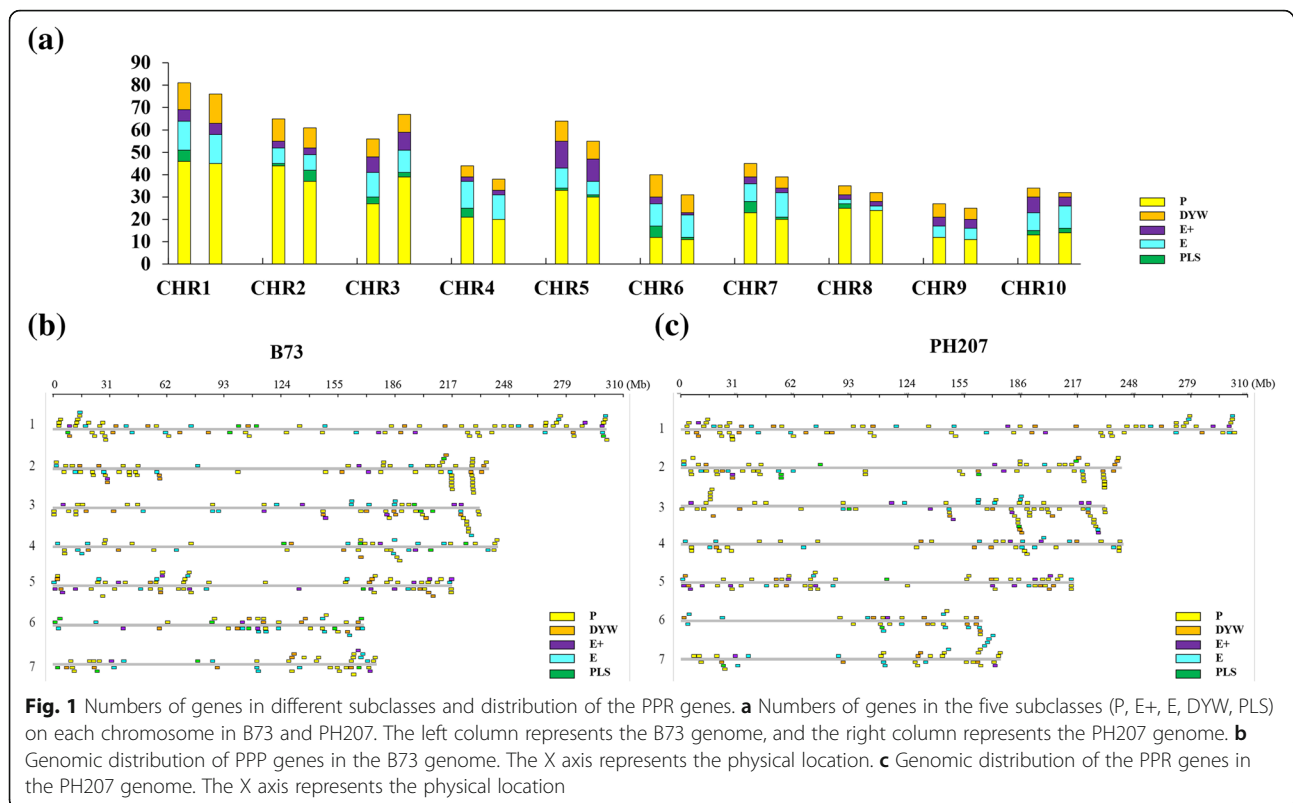 (a)
90
80
70
60
50
40
30
20
10
0
CHR1 CHR2 CHR3 CHR4 CHR5 CHR6 CHR7 CHR8 CHR9 CHR10
P
DYW
E+
E
PLS
(b)
B73
0 31 62 93 124 155 186 217 248 279 310 (Mb)
1
2
3
4
5
6
7
P
DYW
E+
E
PLS
(c)
PH207
0 31 62 93 124 155 186 217 248 279 310 (Mb)
1
2
3
4
5
6
7
P
DYW
E+
E
PLS
Fig. 1 Numbers of genes in different subclasses and distribution of the PPR genes. a Numbers of genes in the five subclasses (P, E+, E, DYW, PLS)
on each chromosome in B73 and PH207. The left column represents the B73 genome, and the right column represents the PH207 genome. b
Genomic distribution of PPP genes in the B73 genome. The X axis represents the physical location. c Genomic distribution of the PPR genes in
the PH207 genome. The X axis represents the physical location